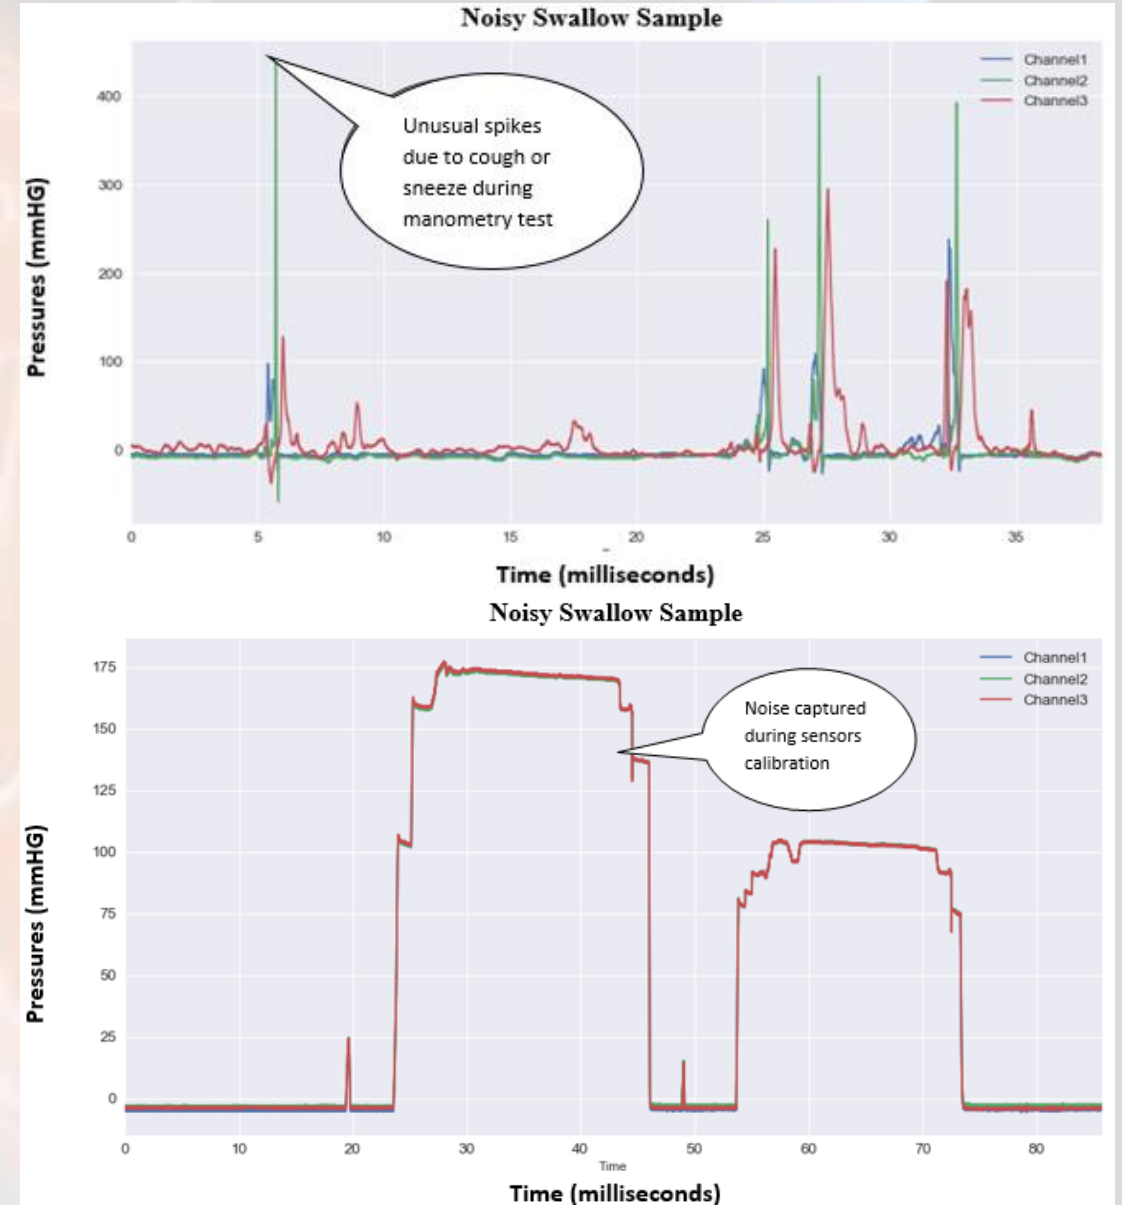 Noisy Swallow Sample
Channel1
Channel2
Channel3
400
300
200
100
0
Unusual spikes
due to cough or
sneeze during
manometry test
Pressures (mmHG)
0 5 10 15 20 25 30 35
Time (milliseconds)
Noisy Swallow Sample
Channel1
Channel2
Channel3
175
150
125
100
75
50
25
0
Noise captured
during sensors
calibration
Pressures (mmHG)
0 10 20 30 40 50 60 70 80
Time
Time (milliseconds)